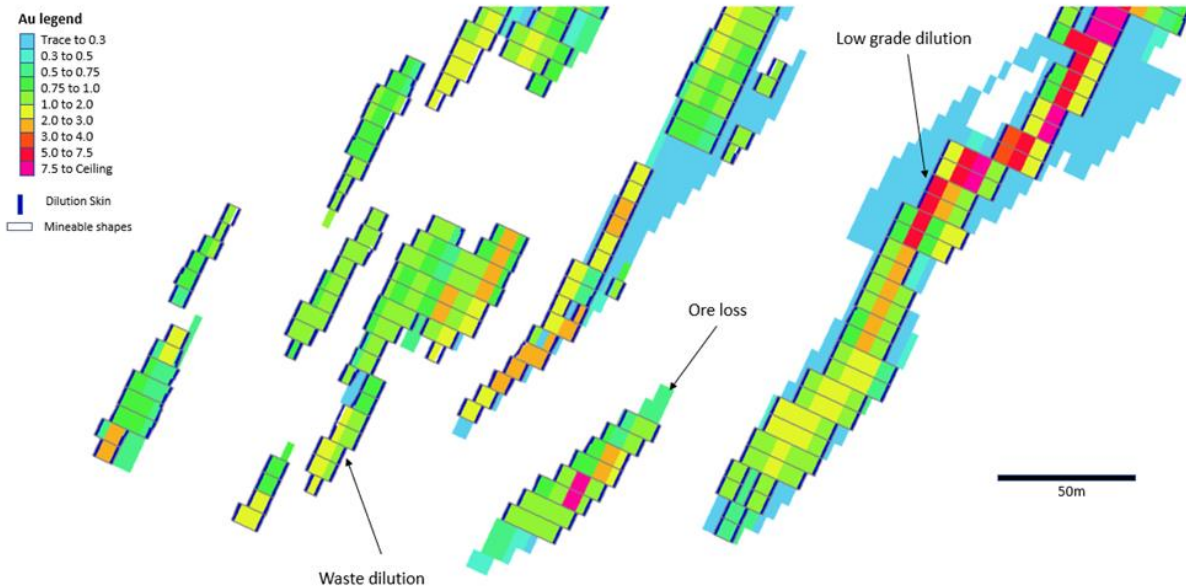 Au legend
Trace to 0.3
0.3 to 0.5
0.5 to 0.75
0.75 to 1.0
1.0 to 2.0
2.0 to 3.0
3.0 to 4.0
5.0 to 7.5
7.5 to Ceiling
Dilution Skin
Mineable shapes
Low grade dilution
Ore loss
50m
Waste dilution